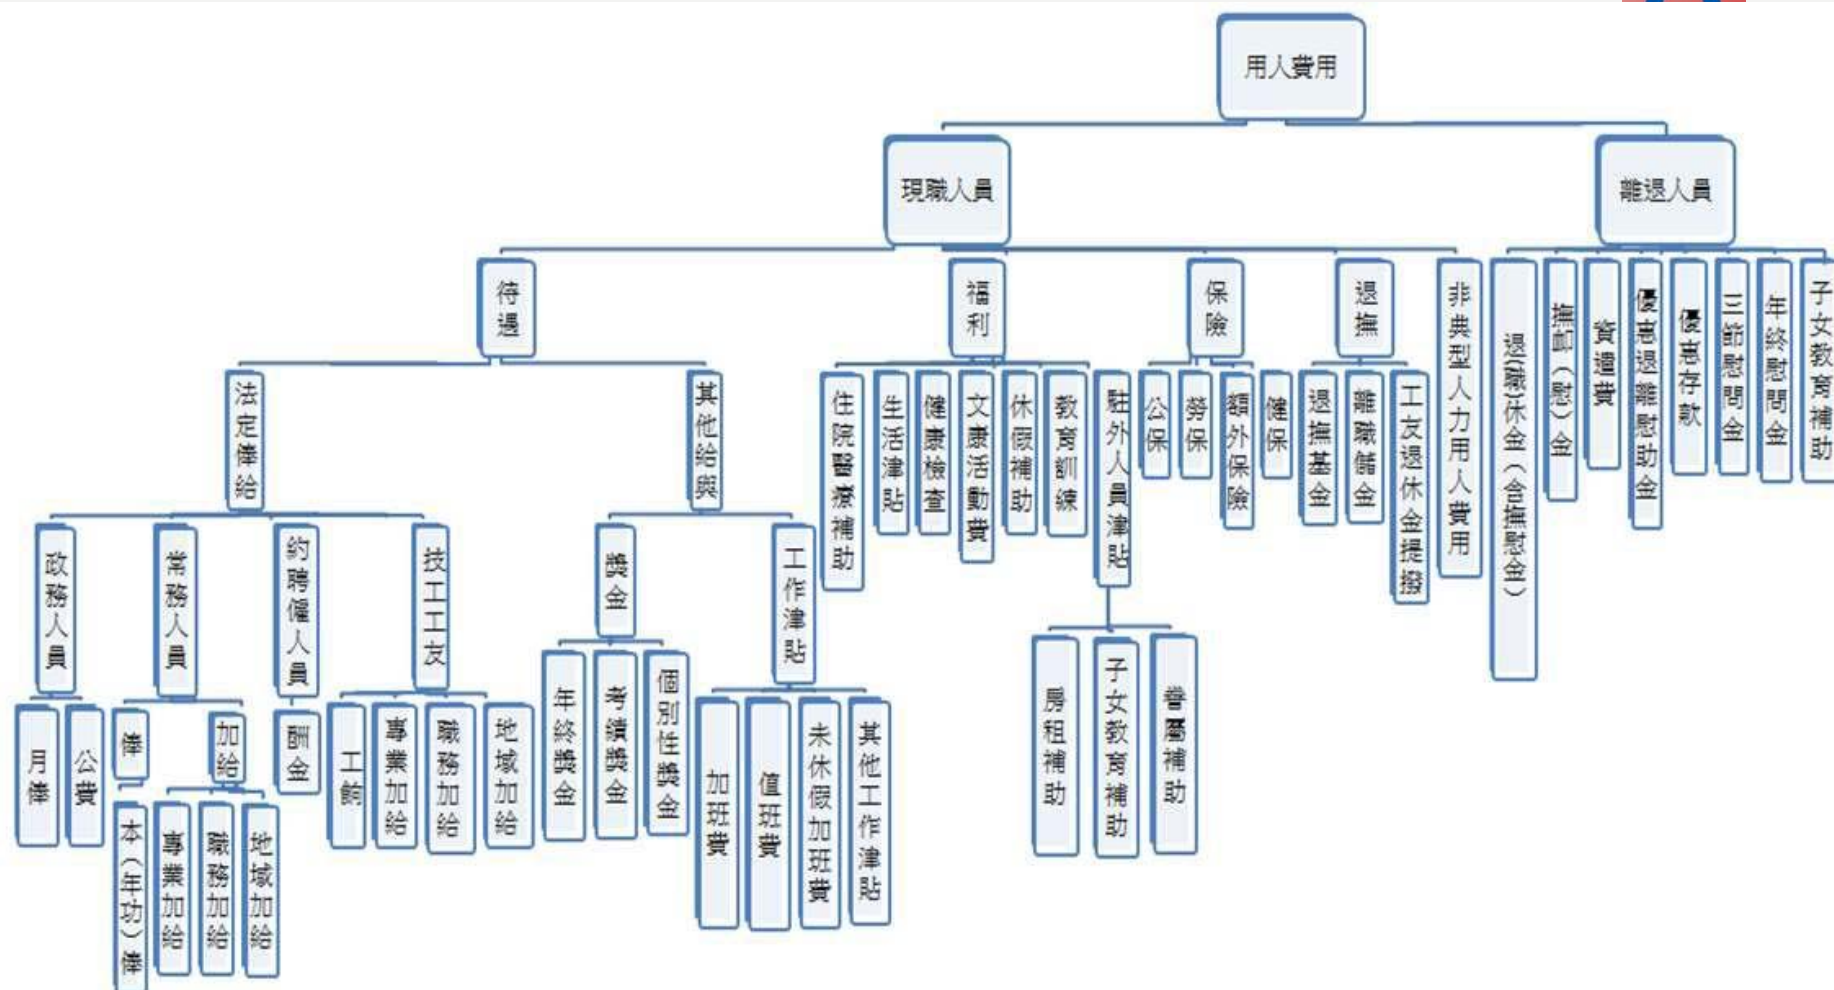 用人費用
現職人員
離退人員
待遇
福利
保險
退撫
非典型人力用人費用
退(職)休金（含撫慰金）
撫卹（慰）金
資遣費
優惠退離慰助金
優惠存款
三節慰問金
年終慰問金
子女教育補助
法定俸給
其他給與
住院醫療補助
生活津貼
健康檢查
文康活動費
休假補助
教育訓練
駐外人員津貼
公保
勞保
額外保險
健保
退撫基金
離職儲金
工友退休金提撥
政務人員
常務人員
約聘僱人員
技工工友
獎金
工作津貼
房租補助
子女教育補助
眷屬補助
月俸
公費
俸
加給
酬金
工餉
專業加給
職務加給
地域加給
年終獎金
考績獎金
個別性獎金
加班費
值班費
未休假加班費
其他工作津貼
本（年功）俸
專業加給
職務加給
地域加給